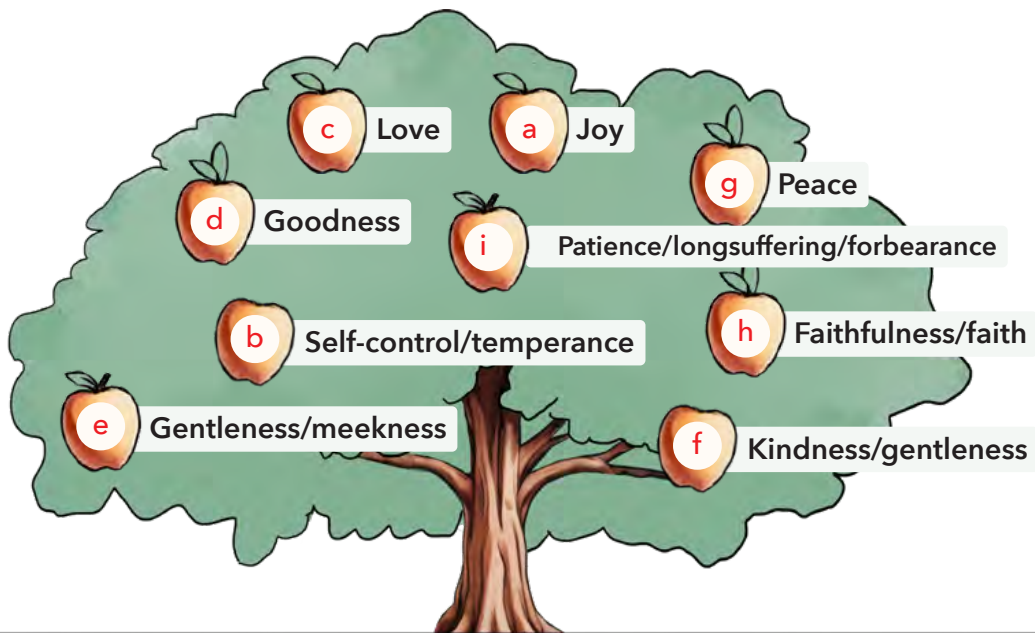 c Love
a Joy
g Peace
d Goodness
i Patience/longsuffering/forbearance
h Faithfulness/faith
b Self-control/temperance
e Gentleness/meekness
f Kindness/gentleness